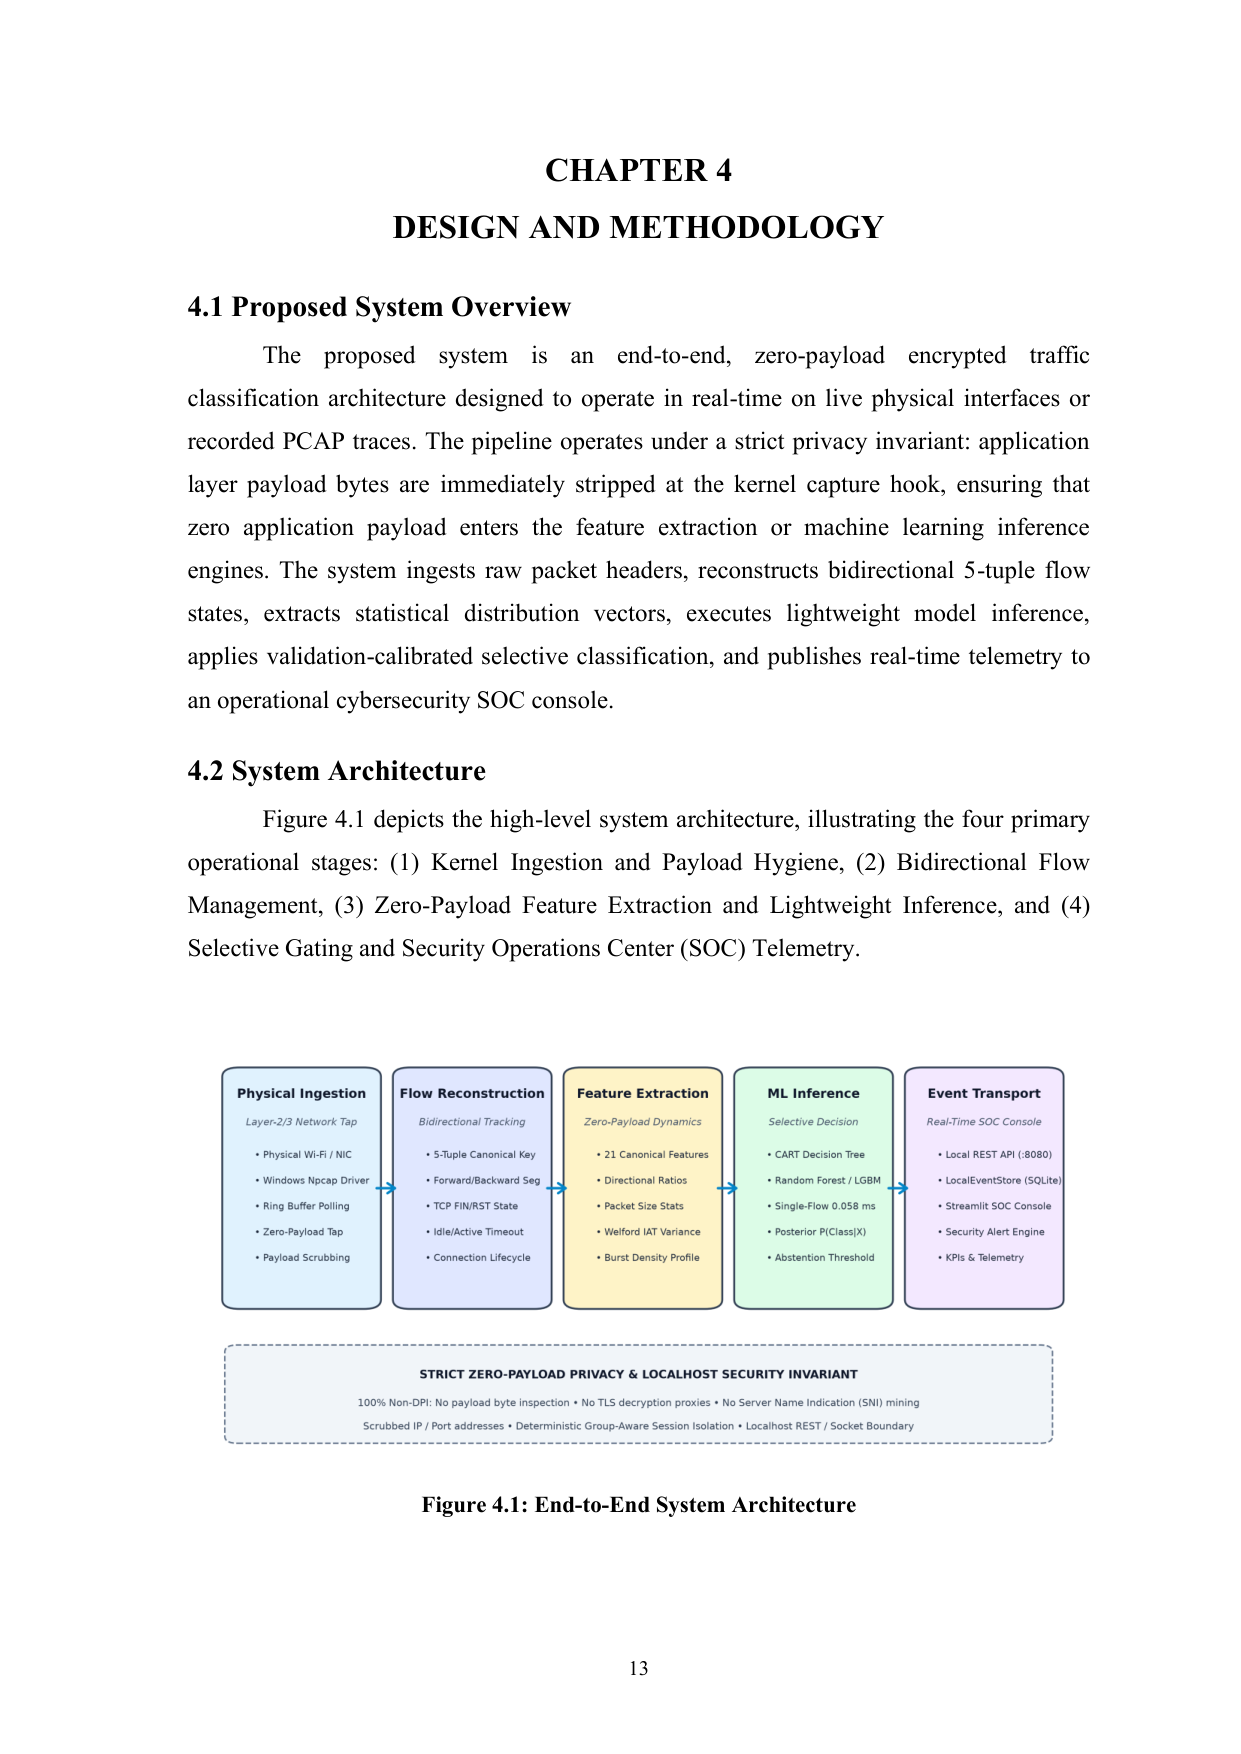 CHAPTER 4
DESIGN AND METHODOLOGY
4.1 Proposed System Overview
The proposed system is an end-to-end, zero-payload encrypted traffic
classification architecture designed to operate in real-time on live physical interfaces or
recorded PCAP traces. The pipeline operates under a strict privacy invariant: application
layer payload bytes are immediately stripped at the kernel capture hook, ensuring that
zero application payload enters the feature extraction or machine learning inference
engines. The system ingests raw packet headers, reconstructs bidirectional 5-tuple flow
states, extracts statistical distribution vectors, executes lightweight model inference,
applies validation-calibrated selective classification, and publishes real-time telemetry to
an operational cybersecurity SOC console.
4.2 System Architecture
Figure 4.1 depicts the high-level system architecture, illustrating the four primary
operational stages: (1) Kernel Ingestion and Payload Hygiene, (2) Bidirectional Flow
Management, (3) Zero-Payload Feature Extraction and Lightweight Inference, and (4)
Selective Gating and Security Operations Center (SOC) Telemetry.
Physical Ingestion
Layer-2/3 Network Tap
• Physical Wi-Fi / NIC
• Windows Npcap Driver
• Ring Buffer Polling
• Zero-Payload Tap
• Payload Scrubbing
Flow Reconstruction
Bidirectional Tracking
• 5-Tuple Canonical Key
• Forward/Backward Seg
• TCP FIN/RST State
• Idle/Active Timeout
• Connection Lifecycle
Feature Extraction
Zero-Payload Dynamics
• 21 Canonical Features
• Directional Ratios
• Packet Size Stats
• Welford IAT Variance
• Burst Density Profile
ML Inference
Selective Decision
• CART Decision Tree
• Random Forest / LGBM
• Single-Flow 0.058 ms
• Posterior P(Class|X)
• Abstention Threshold
Event Transport
Real-Time SOC Console
• Local REST API (:8080)
• LocalEventStore (SQLite)
• Streamlit SOC Console
• Security Alert Engine
• KPIs & Telemetry
STRICT ZERO-PAYLOAD PRIVACY & LOCALHOST SECURITY INVARIANT
100% Non-DPI: No payload byte inspection • No TLS decryption proxies • No Server Name Indication (SNI) mining
Scrubbed IP / Port addresses • Deterministic Group-Aware Session Isolation • Localhost REST / Socket Boundary
Figure 4.1: End-to-End System Architecture
13